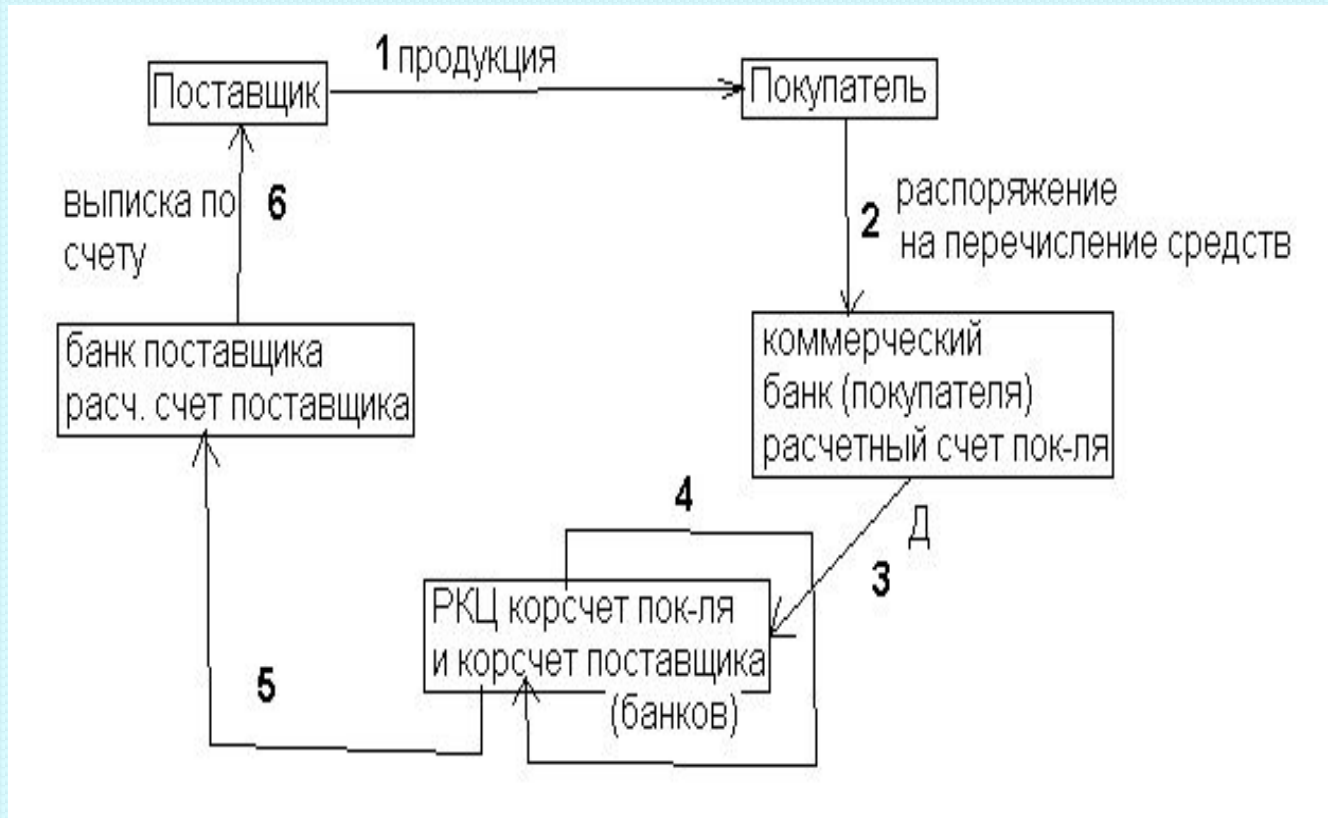 1 продукция
Поставщик
Покупатель
выписка по
счету
6
2
распоряжение
на перечисление средств
банк поставщика
расч. счет поставщика
коммерческий
банк (покупателя)
расчетный счет пок-ля
4
Д
3
РКЦ корсчет пок-ля
и корсчет поставщика
(банков)
5